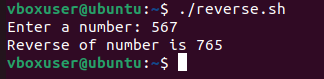 vboxuser@ubuntu:~$ ./reverse.sh
Enter a number: 567
Reverse of number is 765
vboxuser@ubuntu:~$